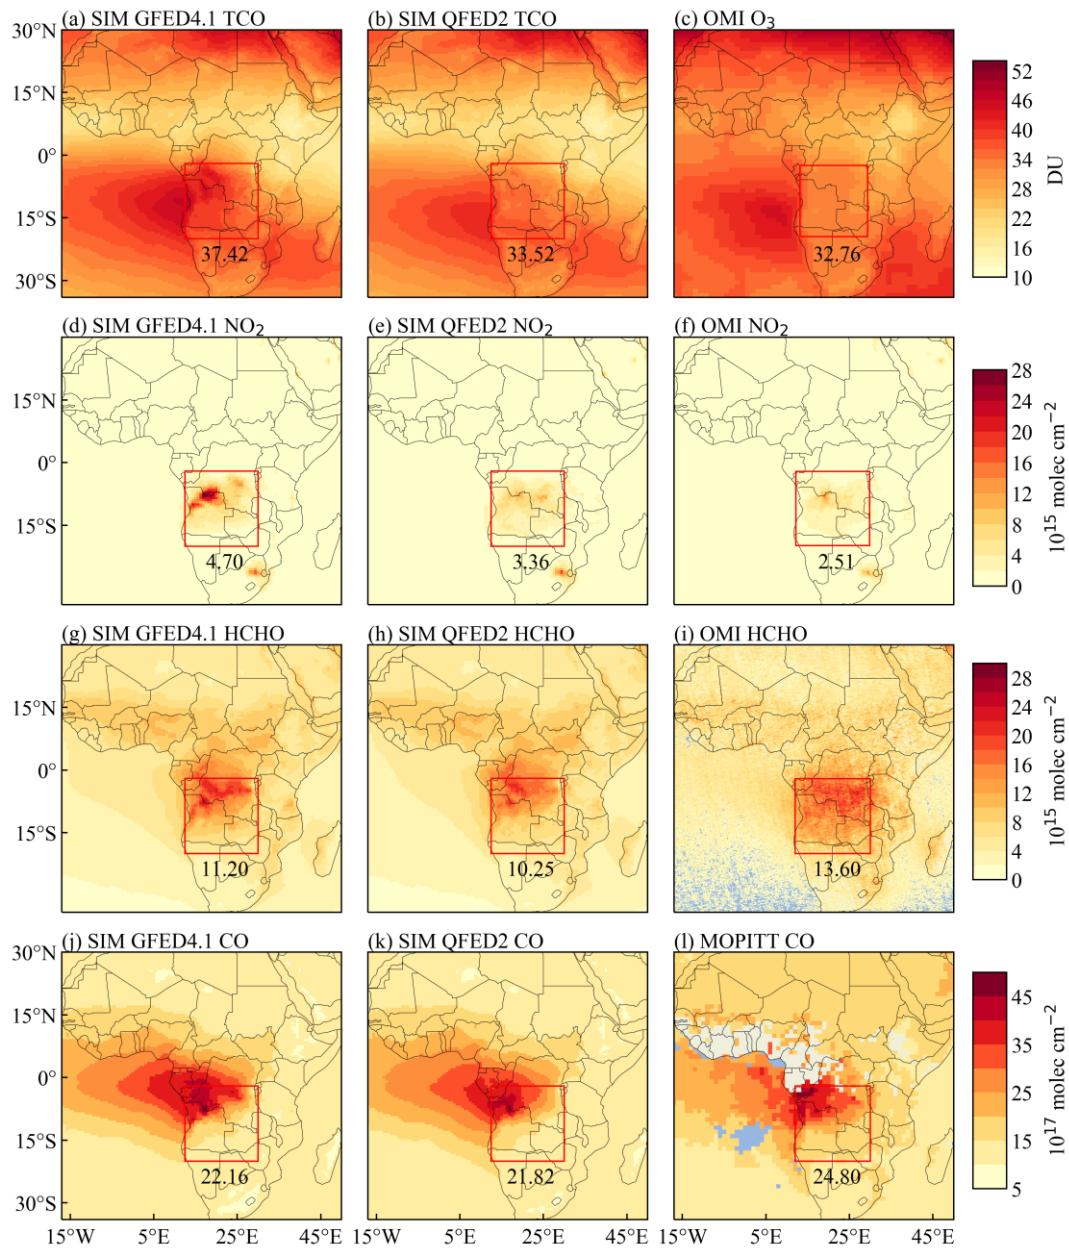 (a) SIM GFED4.1 TCO (b) SIM QFED2 TCO (c) OMI O₃
30°N
15°N
0°
15°S
30°S
37.42 33.52 32.76
52
46
40
34
28
22
16
10
DU
(d) SIM GFED4.1 NO₂ (e) SIM QFED2 NO₂ (f) OMI NO₂
15°N
0°
15°S
4.70 3.36 2.51
28
24
20
16
12
8
4
0
10¹⁵ molec cm⁻²
(g) SIM GFED4.1 HCHO (h) SIM QFED2 HCHO (i) OMI HCHO
15°N
0°
15°S
11.20 10.25 13.60
28
24
20
16
12
8
4
0
10¹⁵ molec cm⁻²
(j) SIM GFED4.1 CO (k) SIM QFED2 CO (l) MOPITT CO
30°N
15°N
0°
15°S
30°S
22.16 21.82 24.80
45
35
25
15
5
10¹⁷ molec cm⁻²
15°W 5°E 25°E 45°E 15°W 5°E 25°E 45°E 15°W 5°E 25°E 45°E